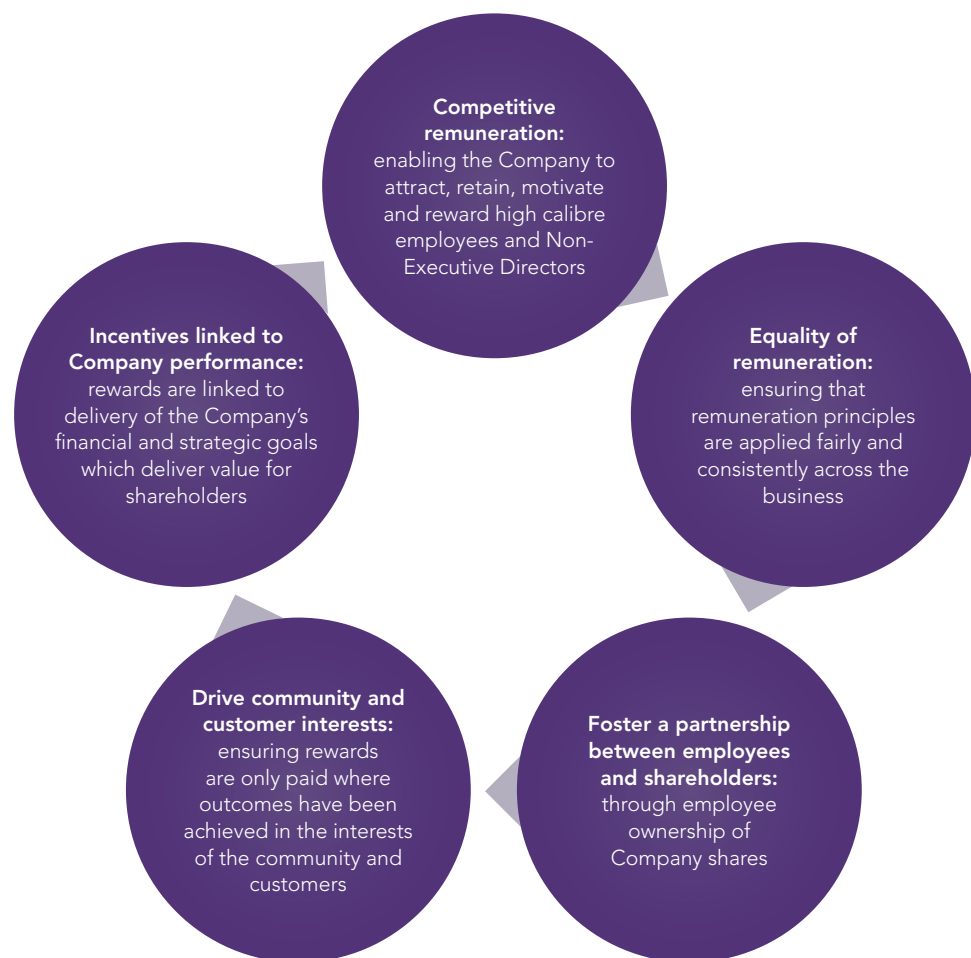 Competitive
remuneration:
enabling the Company to
attract, retain, motivate
and reward high calibre
employees and Non-
Executive Directors
Equality of
remuneration:
ensuring that
remuneration principles
are applied fairly and
consistently across the
business
Foster a partnership
between employees
and shareholders:
through employee
ownership of
Company shares
Drive community and
customer interests:
ensuring rewards
are only paid where
outcomes have been
achieved in the interests
of the community and
customers
Incentives linked to
Company performance:
rewards are linked to
delivery of the Company’s
financial and strategic goals
which deliver value for
shareholders